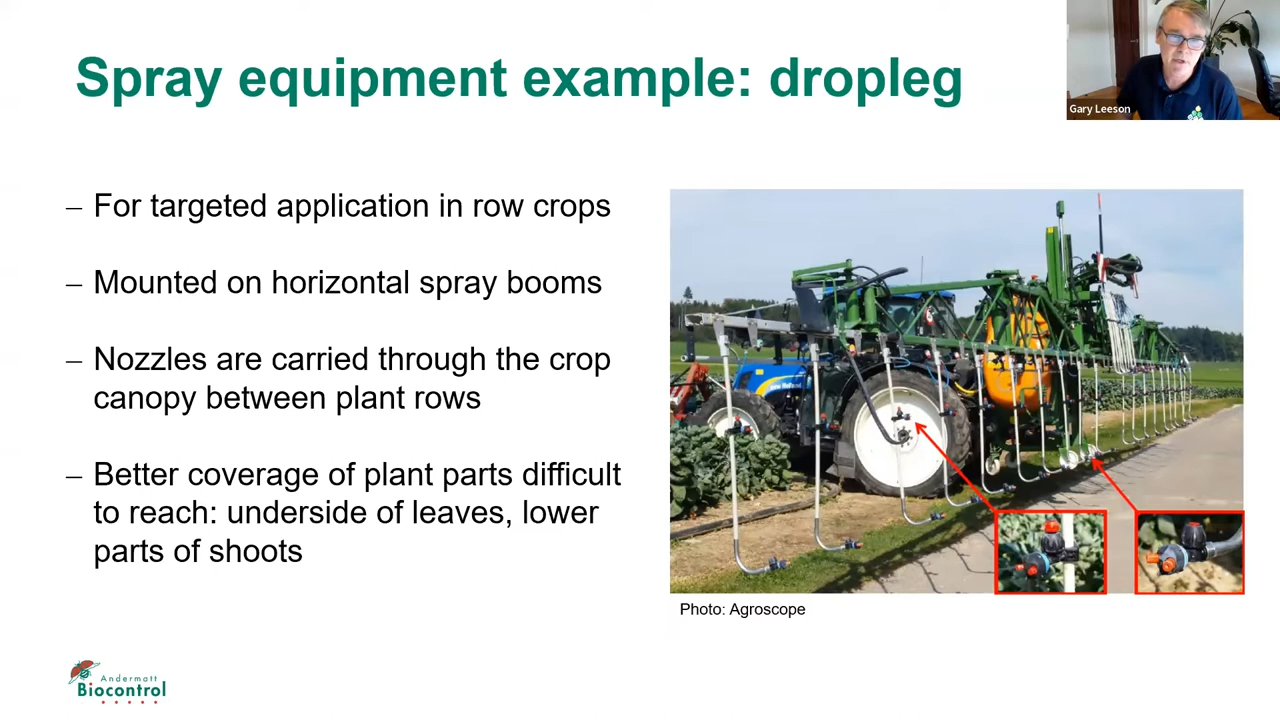 Spray equipment example: dropleg
Gary Leeson
– For targeted application in row crops
– Mounted on horizontal spray booms
– Nozzles are carried through the crop
canopy between plant rows
– Better coverage of plant parts difficult
to reach: underside of leaves, lower
parts of shoots
Photo: Agroscope
Andermatt
Biocontrol